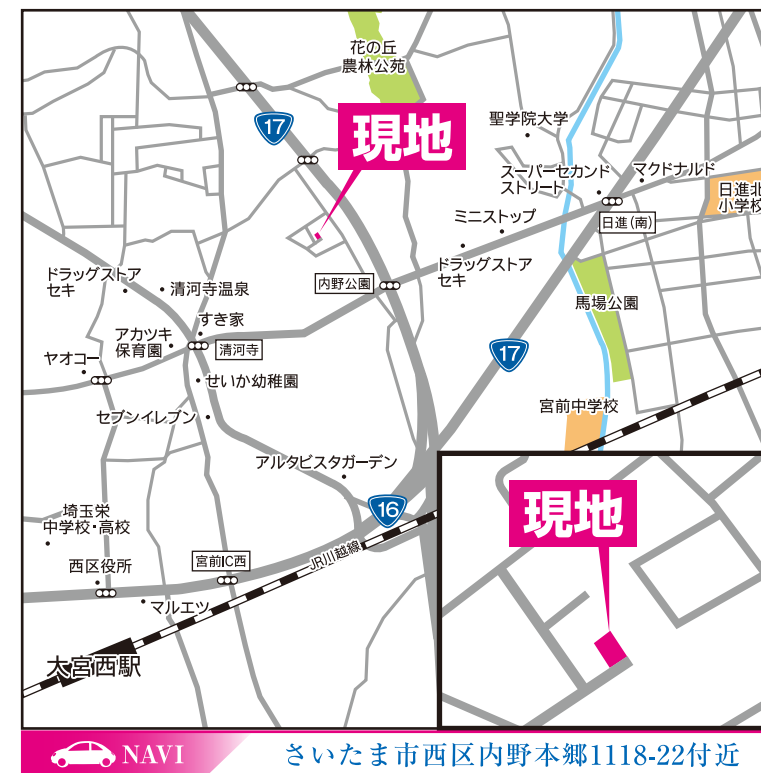 花の丘
農林公苑
17
現地
聖学院大学
スーパーセカンド
ストリート
マクドナルド
日進北
小学校
ミニストップ
日進(南)
ドラッグストア
セキ
内野公園
ドラッグストア
セキ
清河寺温泉
馬場公園
すき家
アカツキ
保育園
清河寺
17
ヤオコー
せいか幼稚園
宮前中学校
セブンイレブン
アルタビスタガーデン
16
現地
埼玉栄
中学校・高校
JR川越線
宮前IC西
西区役所
マルエツ
大宮西駅
NAVI
さいたま市西区内野本郷1118-22付近